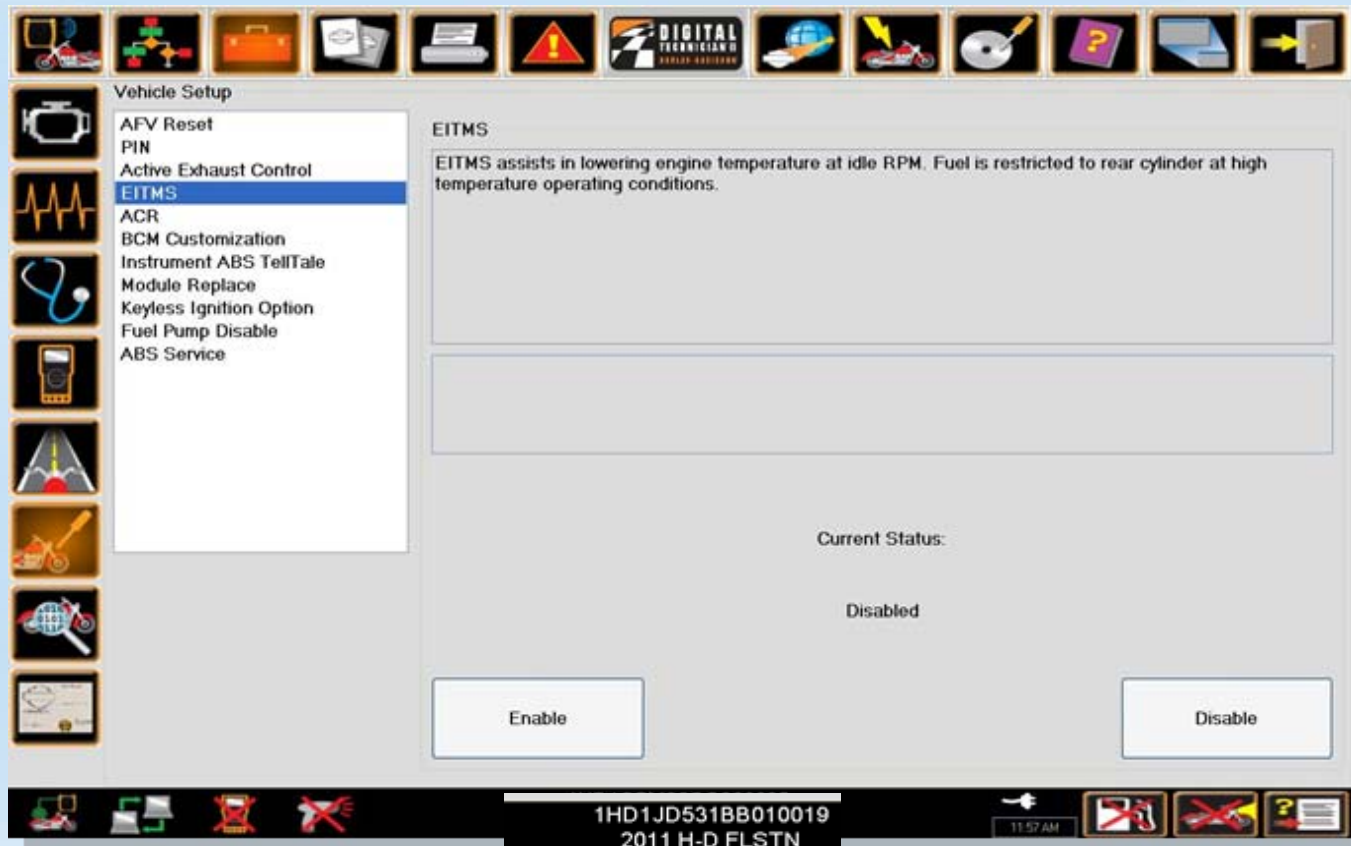 DIGITAL
TECHNICIAN II
HARLEY-DAVIDSON
Vehicle Setup
AFV Reset
PIN
Active Exhaust Control
EITMS
ACR
BCM Customization
Instrument ABS TellTale
Module Replace
Keyless Ignition Option
Fuel Pump Disable
ABS Service
EITMS
EITMS assists in lowering engine temperature at idle RPM. Fuel is restricted to rear cylinder at high
temperature operating conditions.
Current Status:
Disabled
Enable
Disable
1HD1JD531BB010019
2011 H-D FLSTN
11:57 AM